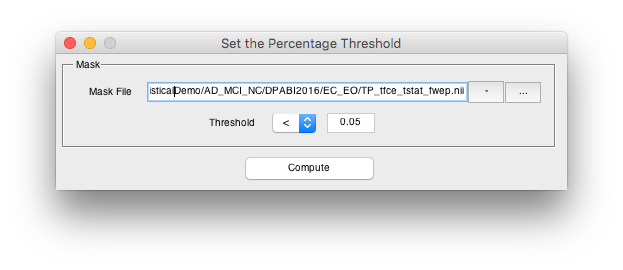 Set the Percentage Threshold
Mask
Mask File isticalDemo/AD_MCI_NC/DPABI2016/EC_EO/TP_tfce_tstat_fwep.nii - ...
Threshold < 0.05
Compute